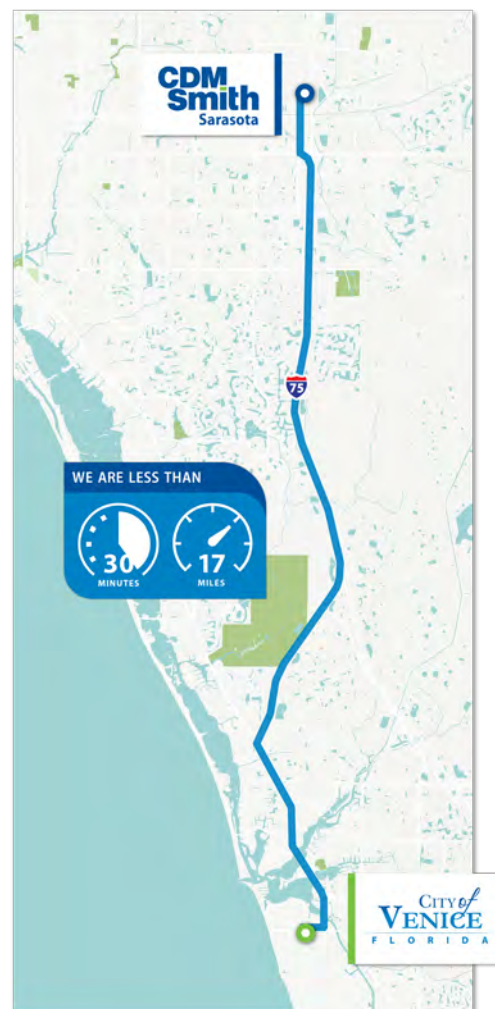 CDM
Smith
Sarasota
75
WE ARE LESS THAN
30
MINUTES
17
MILES
CITY of
VENICE
FLORIDA